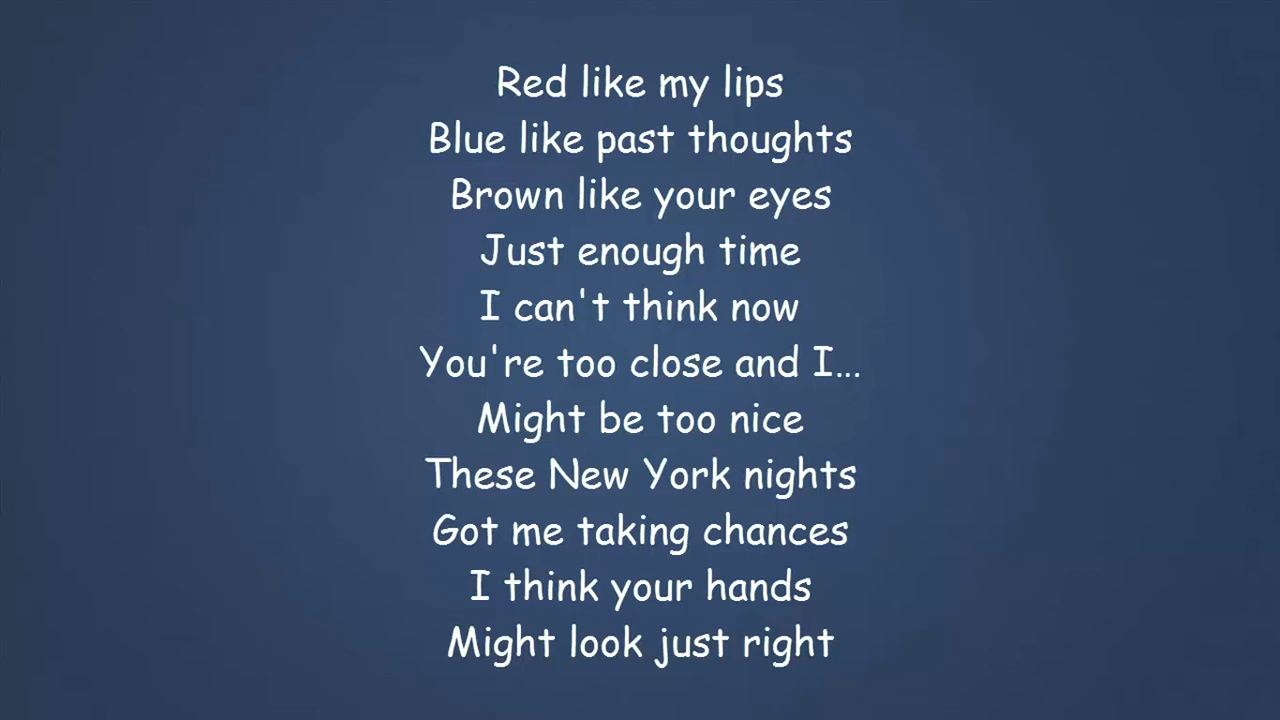 Red like my lips
Blue like past thoughts
Brown like your eyes
Just enough time
I can't think now
You're too close and I...
Might be too nice
These New York nights
Got me taking chances
I think your hands
Might look just right